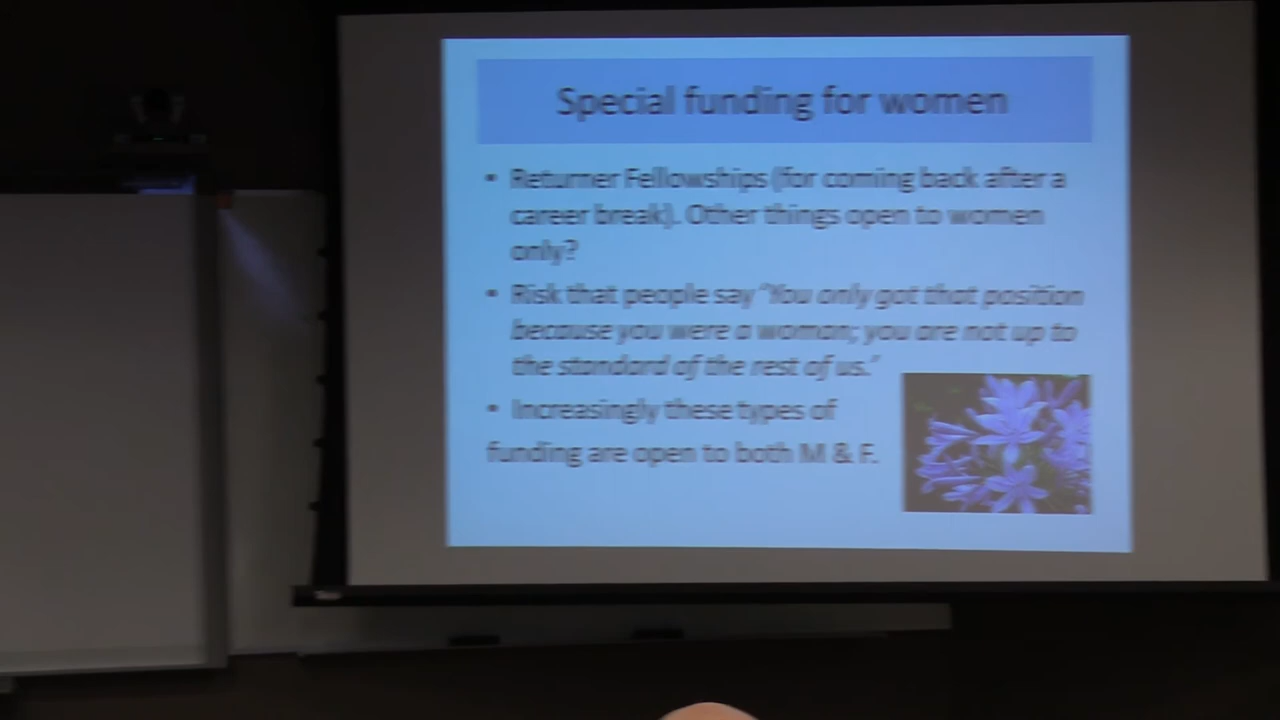 Special funding for women
• Returner Fellowships (for coming back after a
career break). Other things open to women
only?
• Risk that people say 'You only got that position
because you were a woman; you are not up to
the standard of the rest of us.'
• Increasingly these types of
funding are open to both M & F.